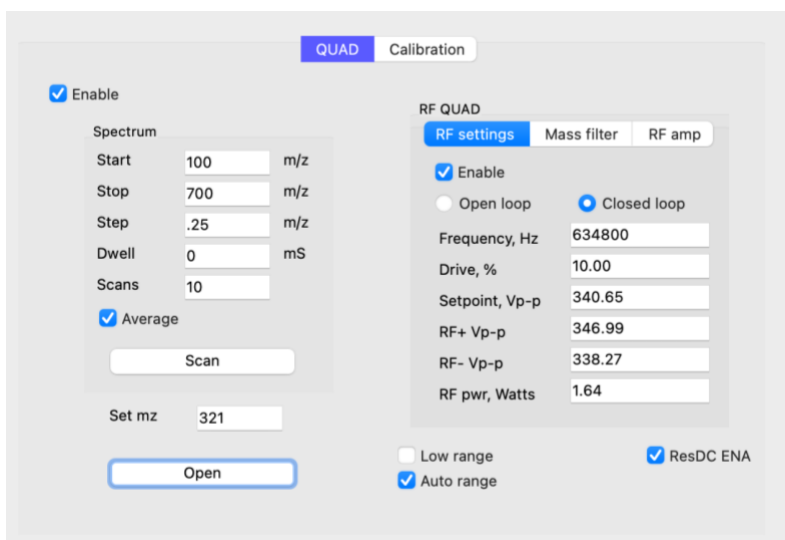 QUAD Calibration
Enable
Spectrum
Start 100 m/z
Stop 700 m/z
Step .25 m/z
Dwell 0 mS
Scans 10
Average
Scan
Set mz 321
Open
RF QUAD
RF settings Mass filter RF amp
Enable
Open loop Closed loop
Frequency, Hz 634800
Drive, % 10.00
Setpoint, Vp-p 340.65
RF+ Vp-p 346.99
RF- Vp-p 338.27
RF pwr, Watts 1.64
Low range ResDC ENA
Auto range